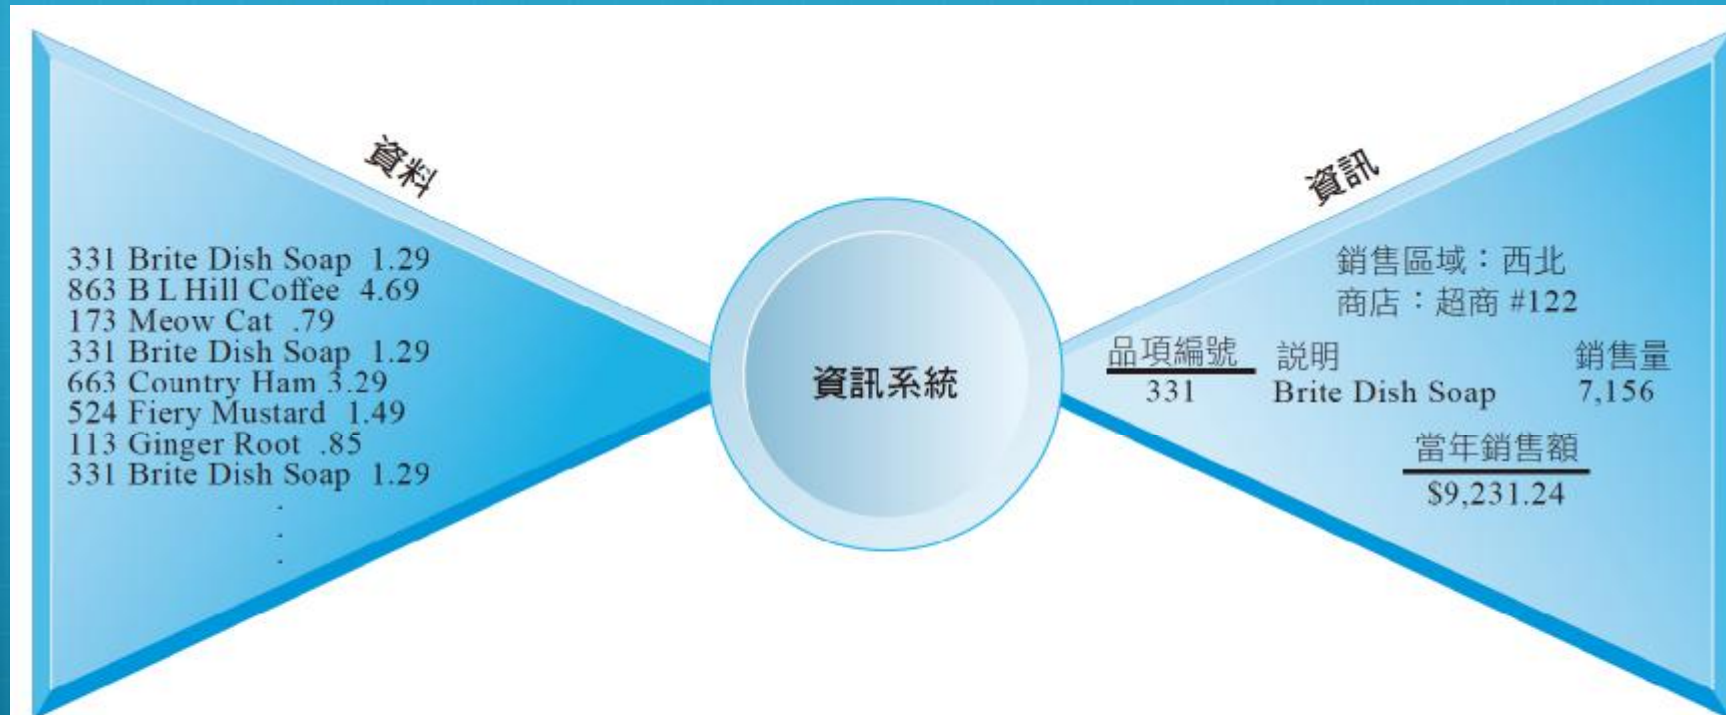 資料
331 Brite Dish Soap 1.29
863 B L Hill Coffee 4.69
173 Meow Cat .79
331 Brite Dish Soap 1.29
663 Country Ham 3.29
524 Fiery Mustard 1.49
113 Ginger Root .85
331 Brite Dish Soap 1.29
.
.
.
資訊系統
資訊
銷售區域：西北
商店：超商 #122
品項編號 説明 銷售量
331 Brite Dish Soap 7,156
當年銷售額
$9,231.24